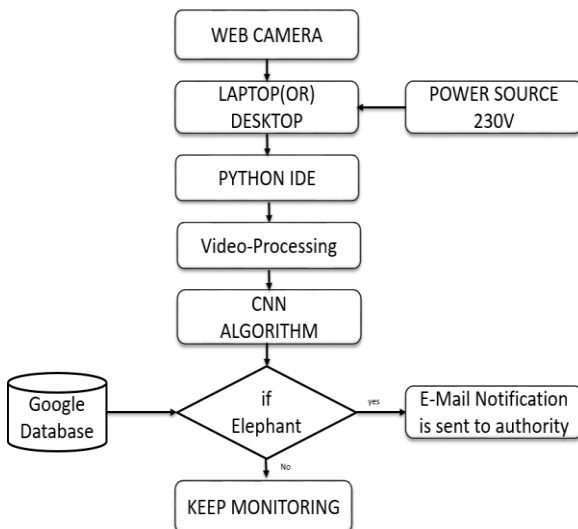 WEB CAMERA
LAPTOP(OR)
DESKTOP
POWER SOURCE
230V
PYTHON IDE
Video-Processing
CNN
ALGORITHM
Google
Database
if
Elephant
yes
E-Mail Notification
is sent to authority
No
KEEP MONITORING